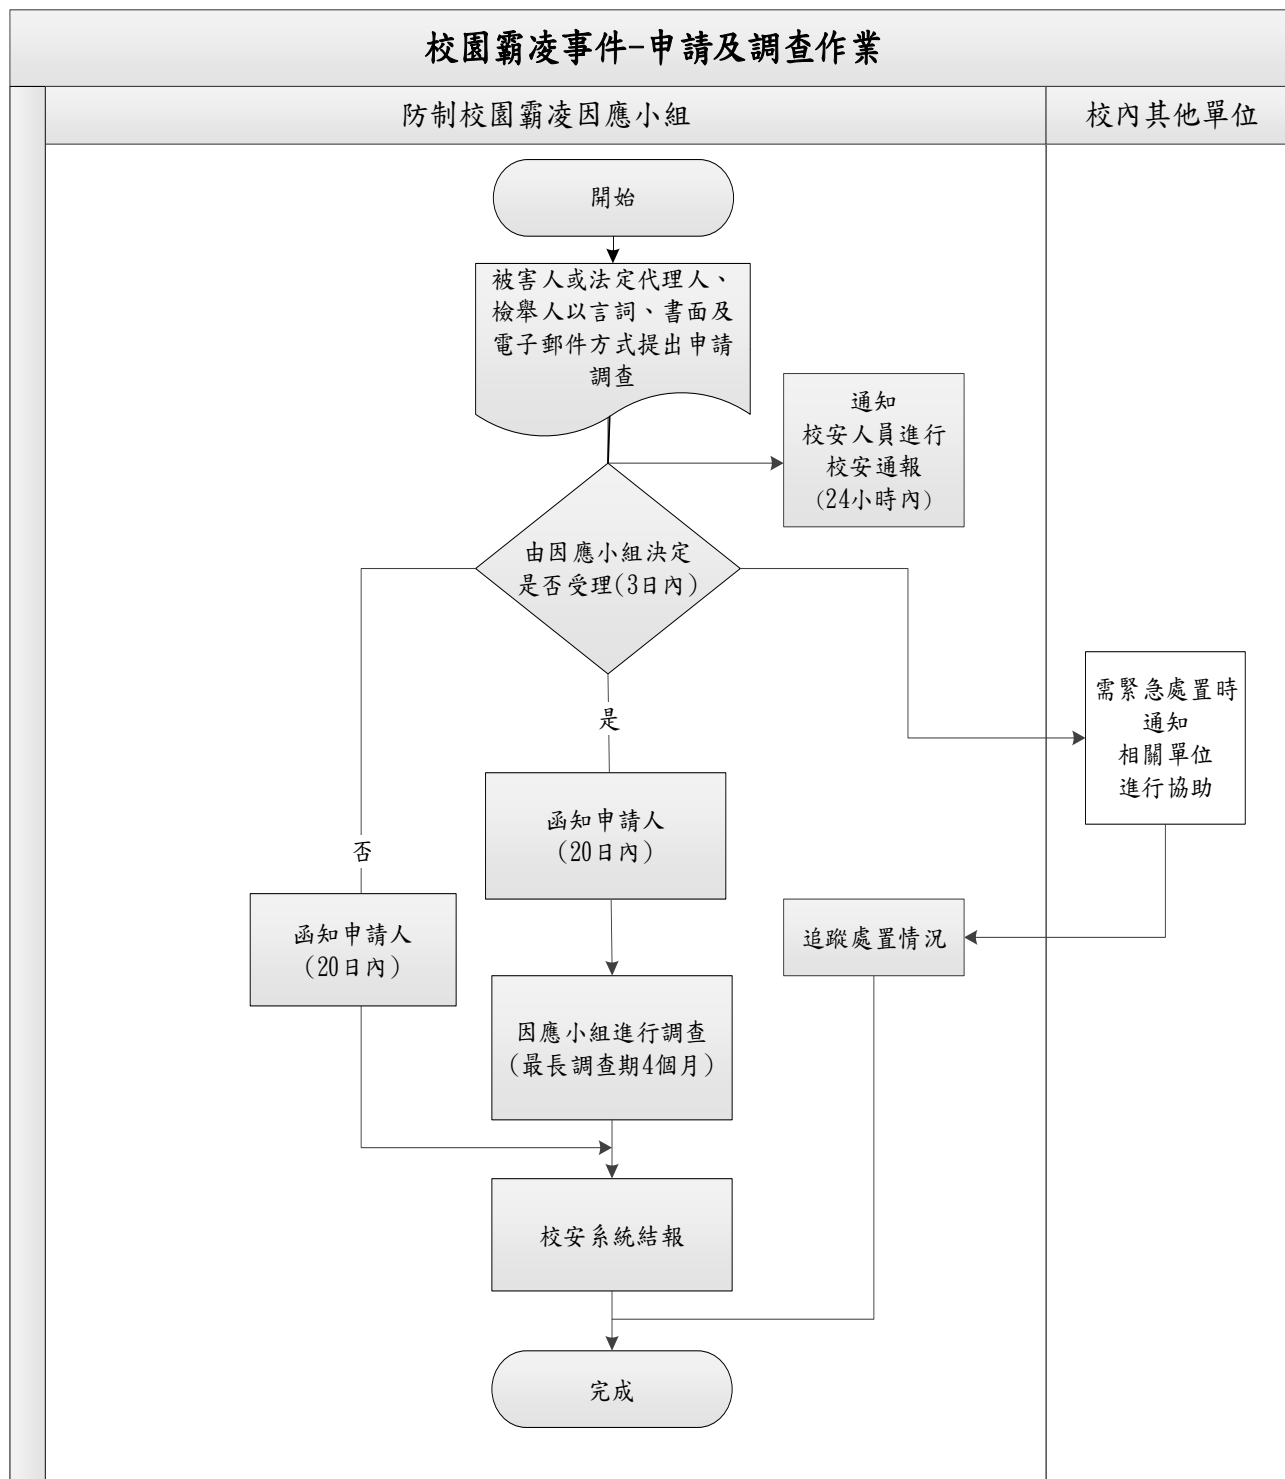 校園霸凌事件-申請及調查作業
防制校園霸凌因應小組
校內其他單位
開始
被害人或法定代理人、
檢舉人以言詞、書面及
電子郵件方式提出申請
調查
通知
校安人員進行
校安通報
(24小時內)
由因應小組決定
是否受理(3日內)
需緊急處置時
通知
相關單位
進行協助
是
函知申請人
(20日內)
否
函知申請人
(20日內)
追蹤處置情況
因應小組進行調查
(最長調查期4個月)
校安系統結報
完成